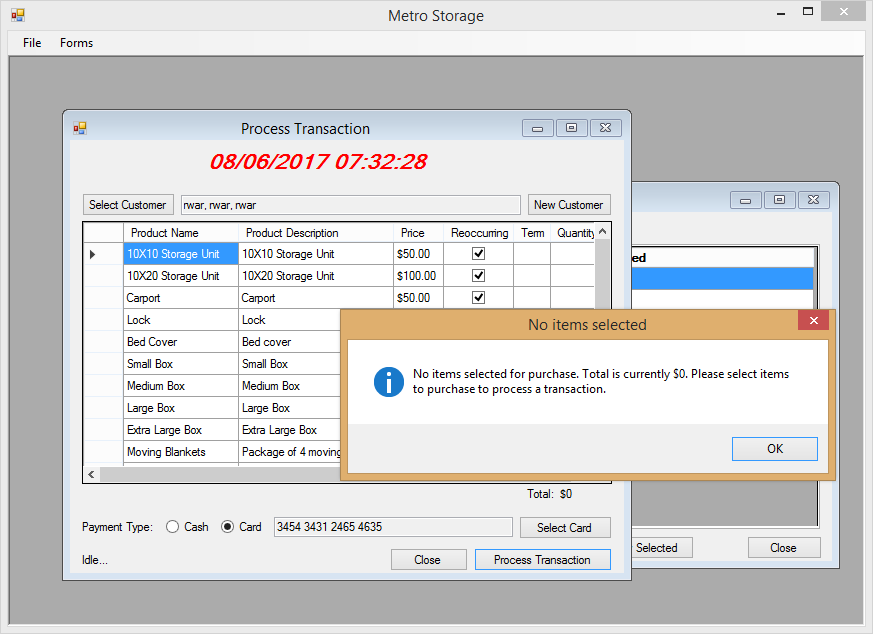 Metro Storage
File Forms
Process Transaction
08/06/2017 07:32:28
Select Customer rwar, rwar, rwar New Customer
Product Name Product Description Price Reoccurring Term Quantity
10X10 Storage Unit 10X10 Storage Unit $50.00
10X20 Storage Unit 10X20 Storage Unit $100.00
Carport Carport $50.00
Lock Lock
Bed Cover Bed cover
Small Box Small Box
Medium Box Medium Box
Large Box Large Box
Extra Large Box Extra Large Box
Moving Blankets Package of 4 moving
Total: $0
Payment Type: Cash Card 3454 3431 2465 4635 Select Card
Idle... Close Process Transaction
ed
Selected Close
No items selected
No items selected for purchase. Total is currently $0. Please select items
to purchase to process a transaction.
OK